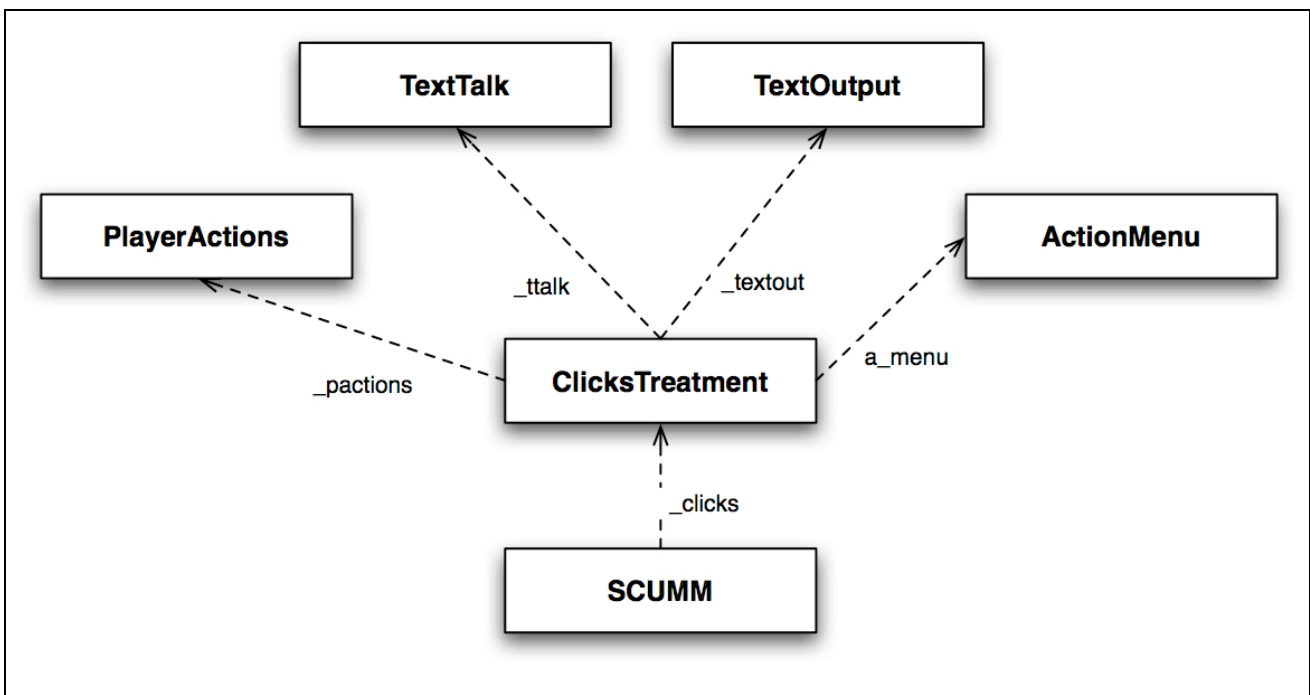 TextTalk
TextOutput
PlayerActions
ActionMenu
_ttalk
_textout
a_menu
_pactions
ClicksTreatment
_clicks
SCUMM